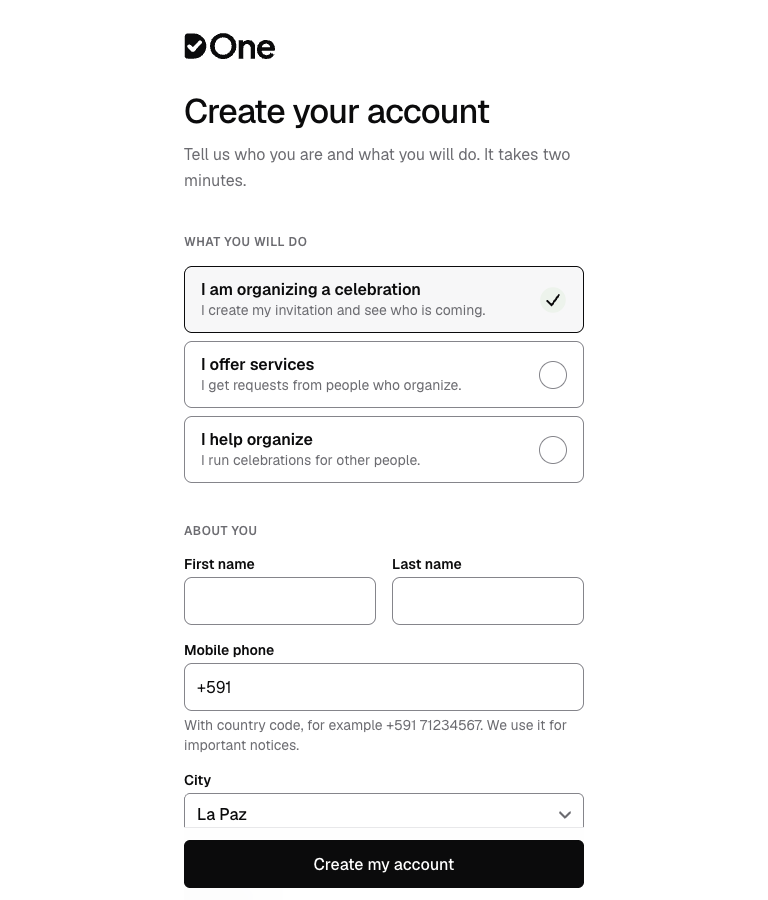 One
Create your account
Tell us who you are and what you will do. It takes two
minutes.
WHAT YOU WILL DO
I am organizing a celebration
I create my invitation and see who is coming.
I offer services
I get requests from people who organize.
I help organize
I run celebrations for other people.
ABOUT YOU
First name
Last name
Mobile phone
+591
With country code, for example +591 71234567. We use it for
important notices.
City
La Paz
Create my account